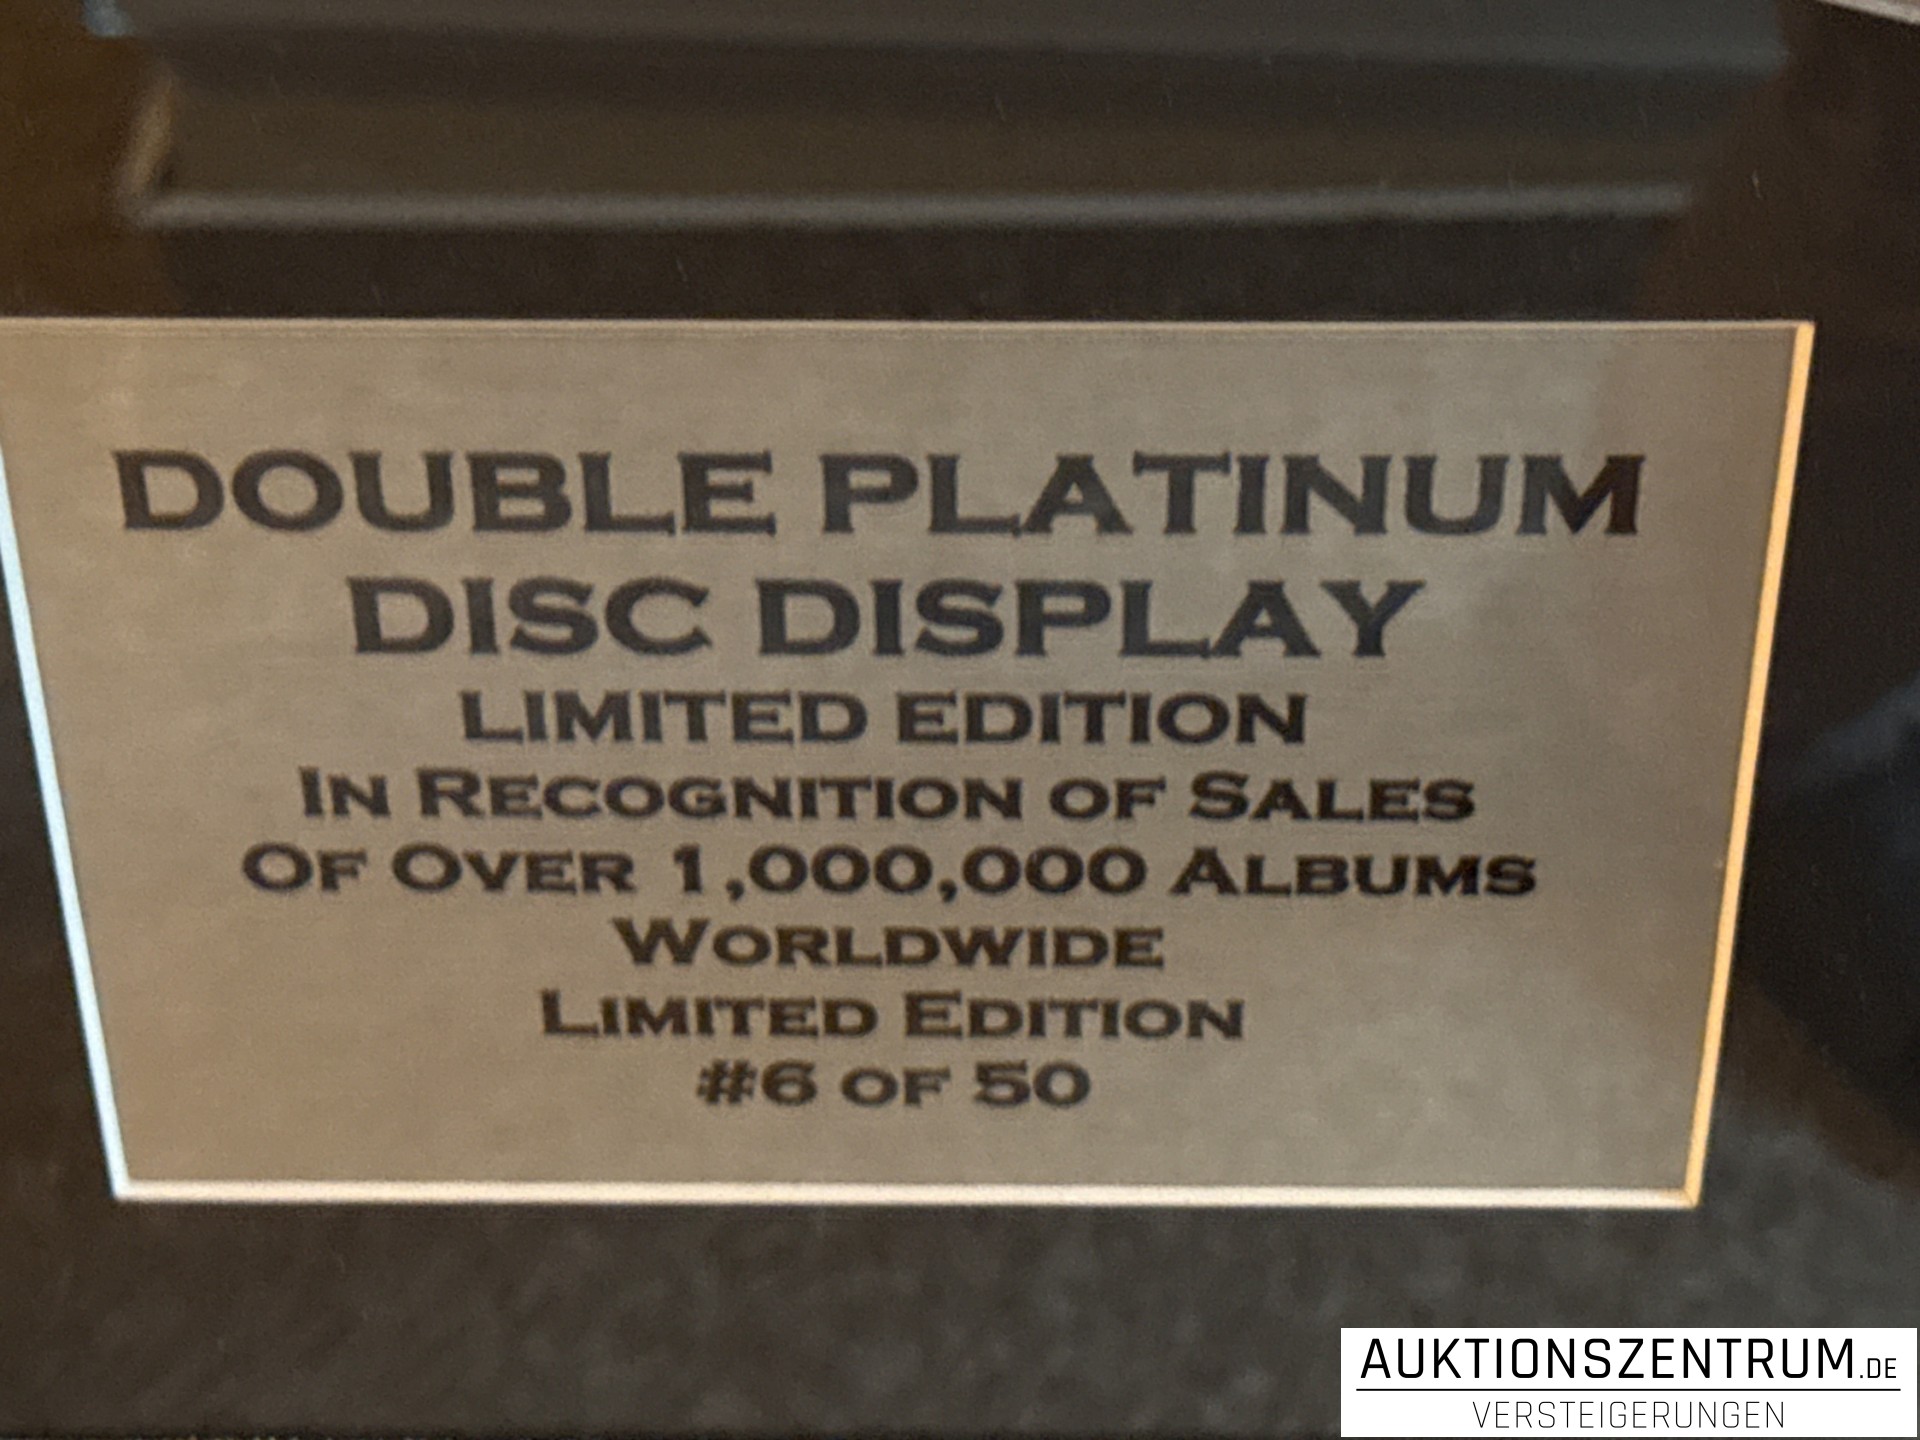 DOUBLE PLATINUM
DISC DISPLAY
LIMITED EDITION
IN RECOGNITION OF SALES
OF OVER 1,000,000 ALBUMS
WORLDWIDE
LIMITED EDITION
#6 OF 50
AUKTIONSZENTRUM.DE
VERSTEIGERUNGEN